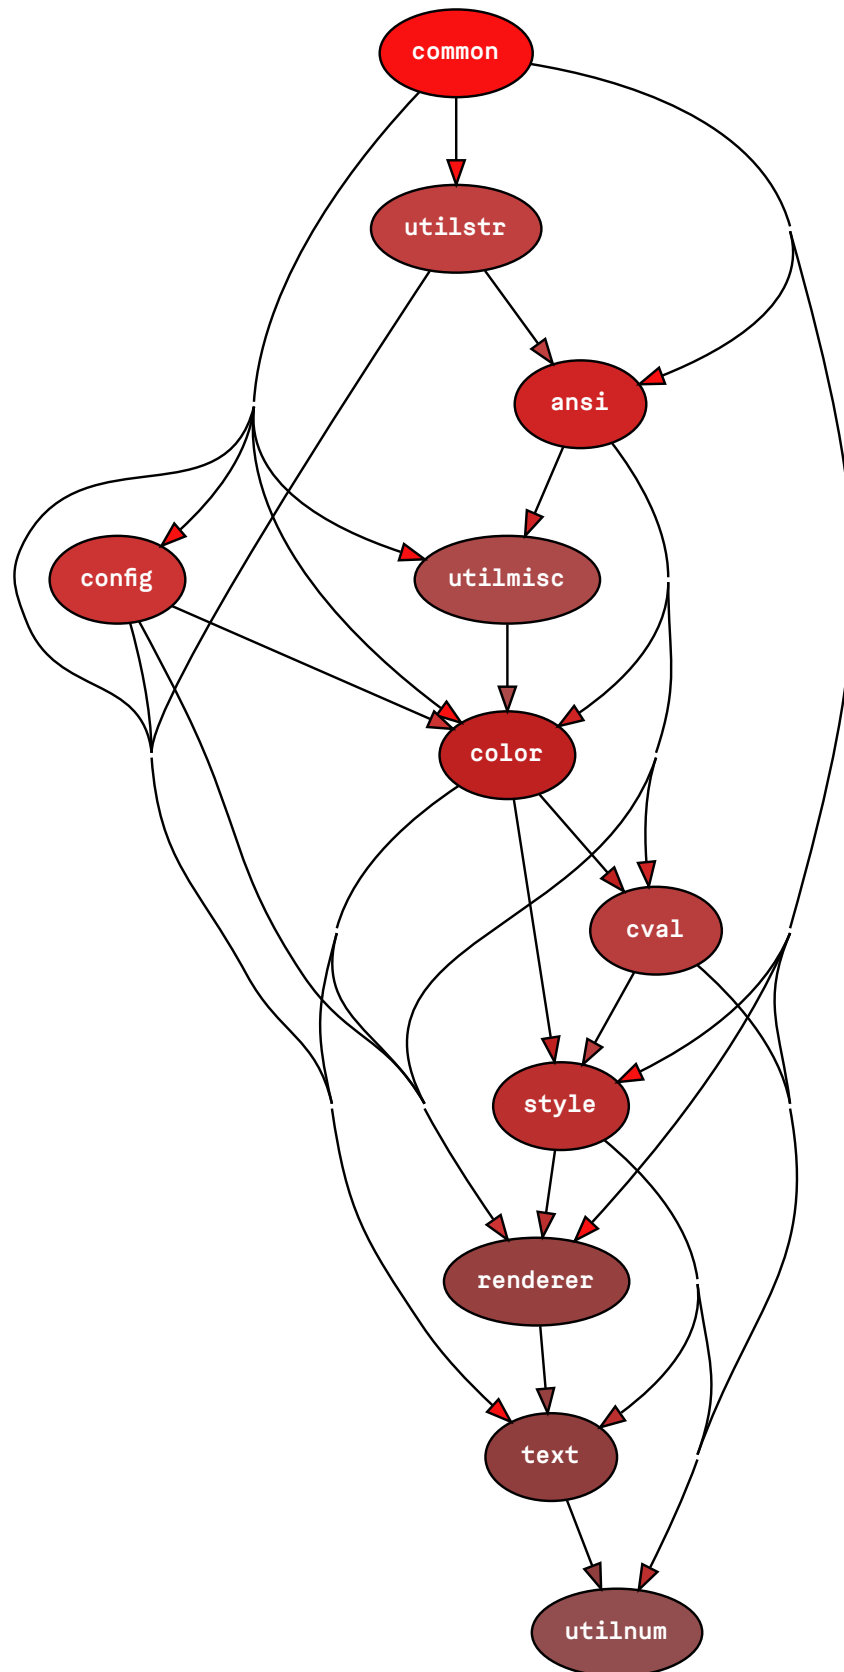 common
utilstr
ansi
config
utilmisc
color
cval
style
renderer
text
utilnum